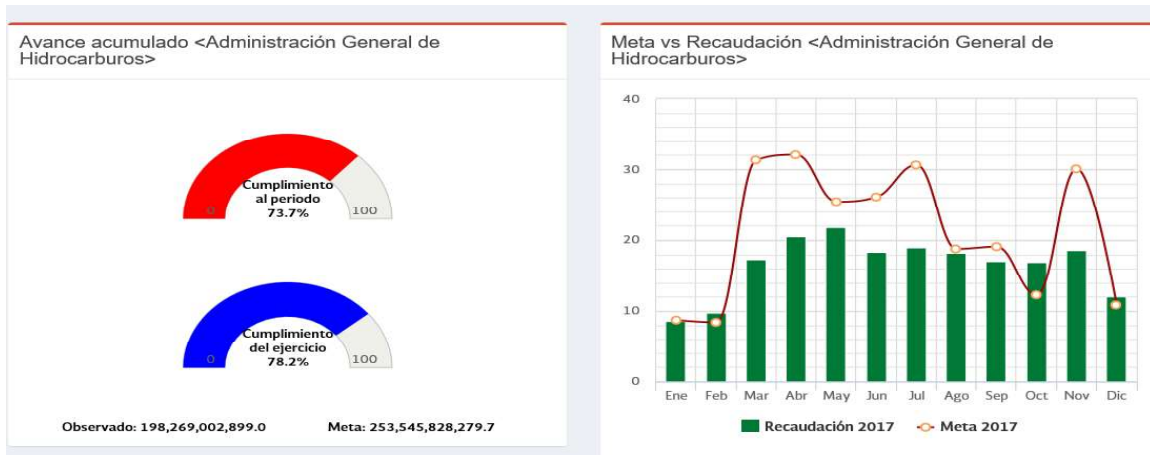 Avance acumulado <Administración General de
Hidrocarburos>
Cumplimiento
al periodo
73.7%
0
100
Cumplimiento
del ejercicio
78.2%
0
100
Observado: 198,269,002,899.0
Meta: 253,545,828,279.7
Meta vs Recaudación <Administración General de
Hidrocarburos>
40
30
20
10
0
Ene Feb Mar Abr May Jun Jul Ago Sep Oct Nov Dic
Recaudación 2017 Meta 2017